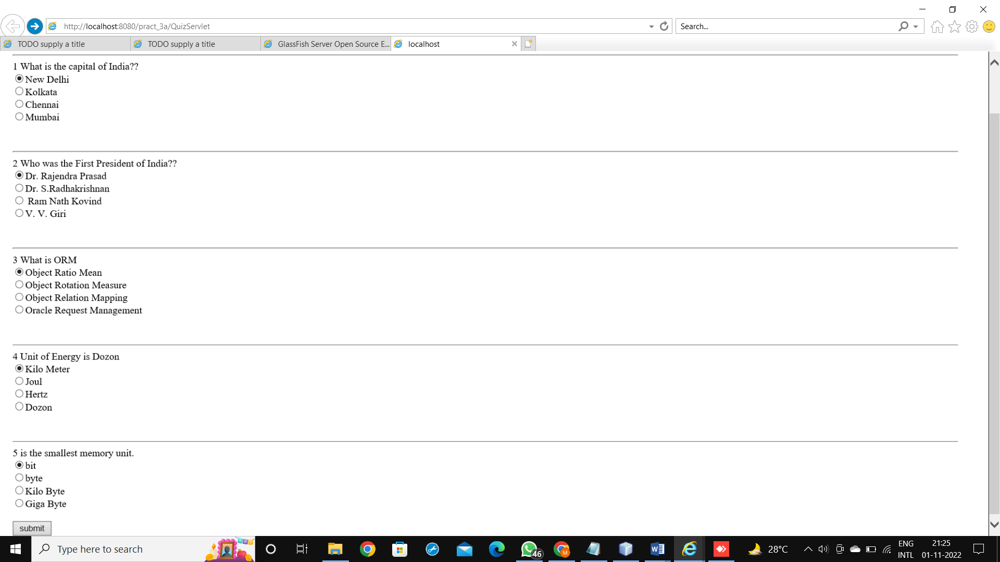 http://localhost:8080/pract_3a/QuizServlet
Search...
TODO supply a title
TODO supply a title
GlassFish Server Open Source E...
localhost
1 What is the capital of India??
New Delhi
Kolkata
Chennai
Mumbai
2 Who was the First President of India??
Dr. Rajendra Prasad
Dr. S.Radhakrishnan
Ram Nath Kovind
V. V. Giri
3 What is ORM
Object Ratio Mean
Object Rotation Measure
Object Relation Mapping
Oracle Request Management
4 Unit of Energy is Dozon
Kilo Meter
Joul
Hertz
Dozon
5 is the smallest memory unit.
bit
byte
Kilo Byte
Giga Byte
submit
Type here to search
46
M
28°C
ENG
INTL
21:25
01-11-2022